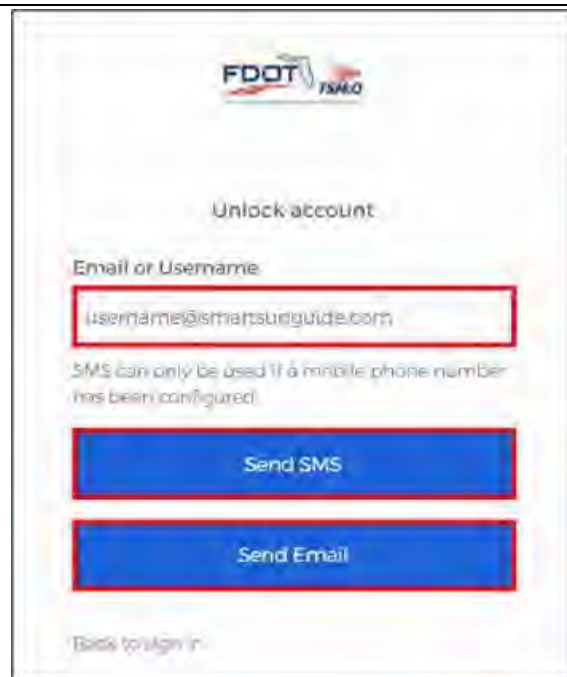 FDOT
TSM&O
Unlock account
Email or Username
username@smartsunguide.com
SMS can only be used if a mobile phone number
has been configured
Send SMS
Send Email
Back to sign in